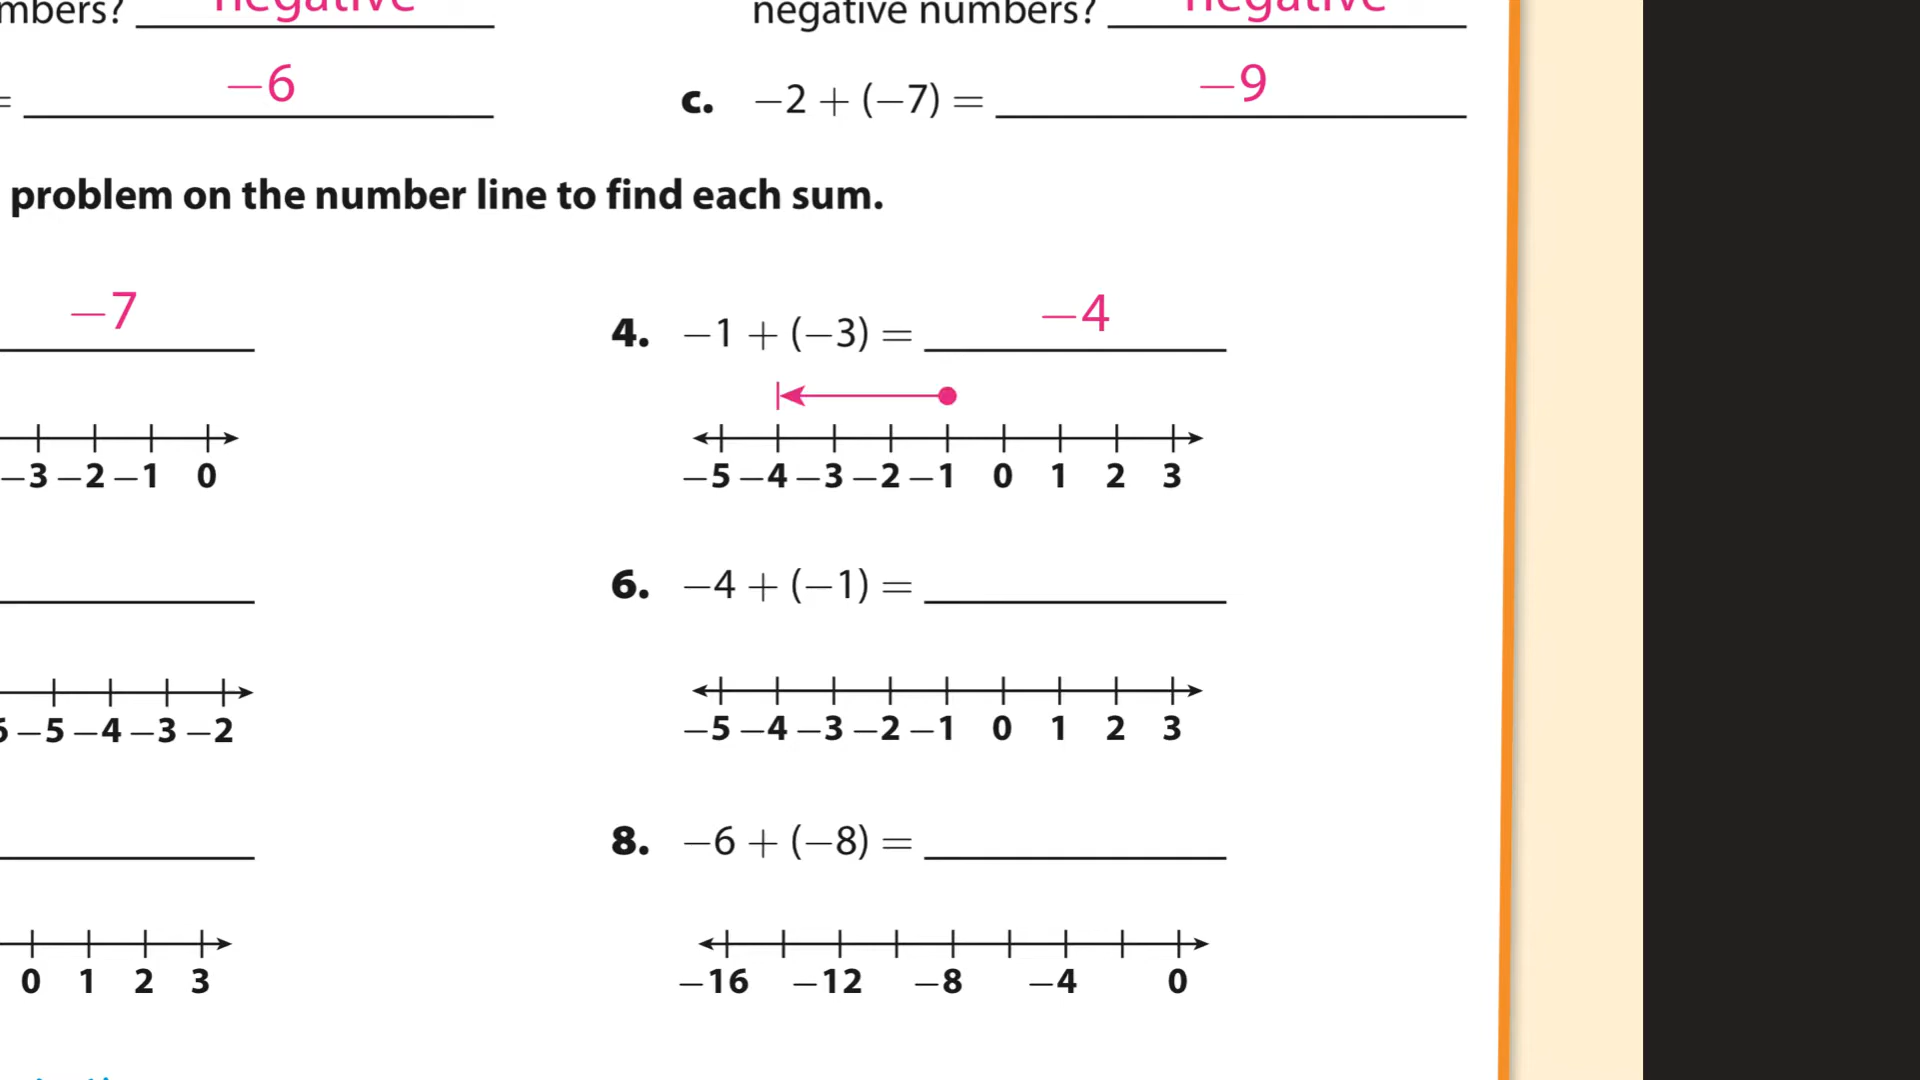 mbers? negative
negative numbers? negative
= −6
c. −2 + (−7) = −9
problem on the number line to find each sum.
−7
4. −1 + (−3) = −4
−3 −2 −1 0
−5 −4 −3 −2 −1 0 1 2 3
6. −4 + (−1) =
−5 −4 −3 −2
−5 −4 −3 −2 −1 0 1 2 3
8. −6 + (−8) =
0 1 2 3
−16 −12 −8 −4 0